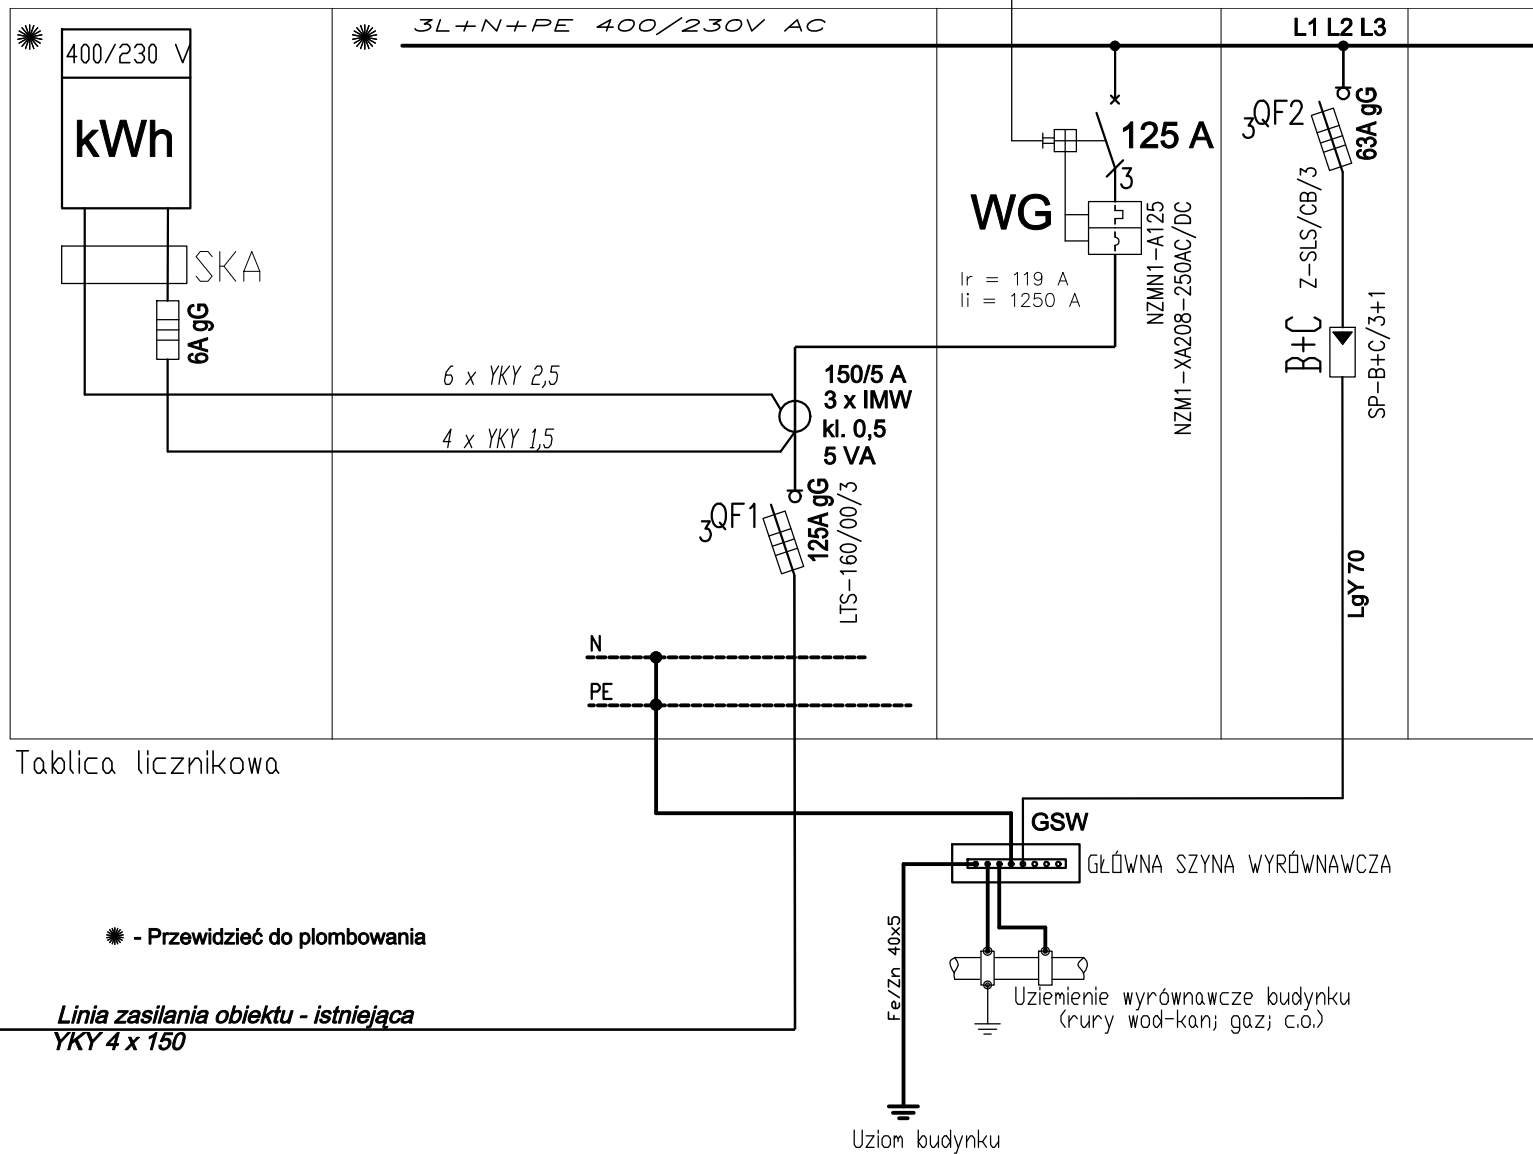 3L+N+PE 400/230V AC
L1 L2 L3
400/230 V
kWh
SKA
6A gG
6 x YKY 2,5
4 x YKY 1,5
150/5 A
3 x IMW
kl. 0,5
5 VA
3QF1
125A gG
LTS-160/00/3
N
PE
125 A
3
WG
Ir = 119 A
Ii = 1250 A
NZMN1-A125
NZM1-XA208-250AC/DC
3QF2
63A gG
Z-SLS/CB/3
B+C
SP-B+C/3+1
LgY 70
Tablica licznikowa
GSW
GŁÓWNA SZYNA WYRÓWNAWCZA
- Przewidzieć do plombowania
Fe/Zn 40x5
Uziemienie wyrównawcze budynku
(rury wod-kan; gaz; c.o.)
Linia zasilania obiektu - istniejąca
YKY 4 x 150
Uziom budynku